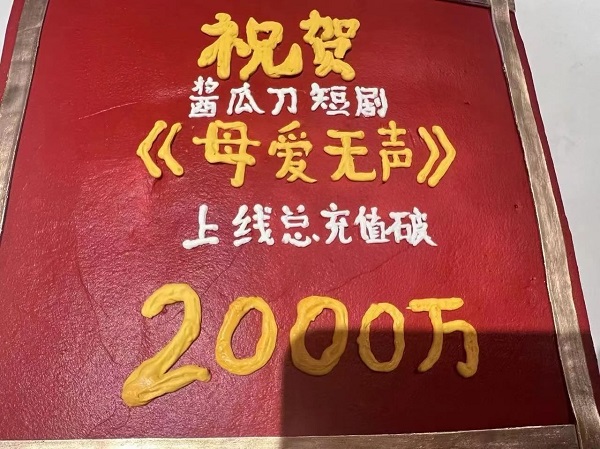 祝贺
酱瓜刀短剧
《母爱无声》
上线总充值破
2000万